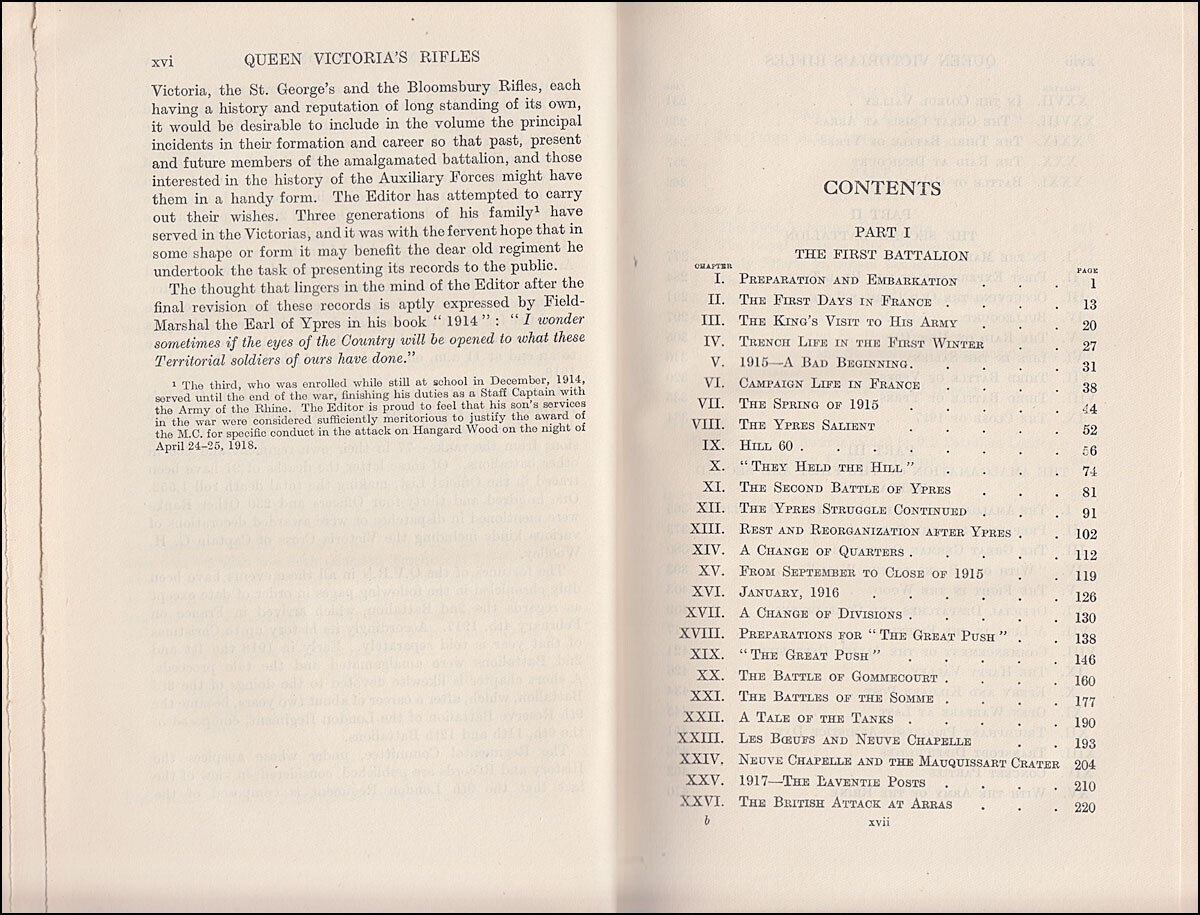 xvi QUEEN VICTORIA'S RIFLES
Victoria, the St. George's and the Bloomsbury Rifles, each
having a history and reputation of long standing of its own,
it would be desirable to include in the volume the principal
incidents in their formation and career so that past, present
and future members of the amalgamated battalion, and those
interested in the history of the Auxiliary Forces might have
them in a handy form. The Editor has attempted to carry
out their wishes. Three generations of his family¹ have
served in the Victorias, and it was with the fervent hope that in
some shape or form it may benefit the dear old regiment he
undertook the task of presenting its records to the public.
The thought that lingers in the mind of the Editor after the
final revision of these records is aptly expressed by Field-
Marshal the Earl of Ypres in his book "1914": "I wonder
sometimes if the eyes of the Country will be opened to what these
Territorial soldiers of ours have done."
¹ The third, who was enrolled while still at school in December, 1914,
served until the end of the war, finishing his duties as a Staff Captain with
the Army of the Rhine. The Editor is proud to feel that his son's services
in the war were considered sufficiently meritorious to justify the award of
the M.C. for specific conduct in the attack on Hangard Wood on the night of
April 24–25, 1918.
CONTENTS
PART I
THE FIRST BATTALION
CHAPTER PAGE
I. Preparation and Embarkation . . . . 1
II. The First Days in France . . . . 13
III. The King's Visit to His Army . . . 20
IV. Trench Life in the First Winter . . 27
V. 1915—A Bad Beginning . . . . . 31
VI. Campaign Life in France . . . . 38
VII. The Spring of 1915 . . . . . 44
VIII. The Ypres Salient . . . . . 52
IX. Hill 60 . . . . . . . . 56
X. "They Held the Hill" . . . . 74
XI. The Second Battle of Ypres . . . 81
XII. The Ypres Struggle Continued . . . 91
XIII. Rest and Reorganization after Ypres . . 102
XIV. A Change of Quarters . . . . . 112
XV. From September to Close of 1915 . . 119
XVI. January, 1916 . . . . . . 126
XVII. A Change of Divisions . . . . . 130
XVIII. Preparations for "The Great Push" . . 138
XIX. "The Great Push" . . . . . 146
XX. The Battle of Gommecourt . . . . 160
XXI. The Battles of the Somme . . . . 177
XXII. A Tale of the Tanks . . . . . 190
XXIII. Les Bœufs and Neuve Chapelle . . . 193
XXIV. Neuve Chapelle and the Mauquissart Crater 204
XXV. 1917—The Laventie Posts . . . . 210
XXVI. The British Attack at Arras . . . 220
b xvii